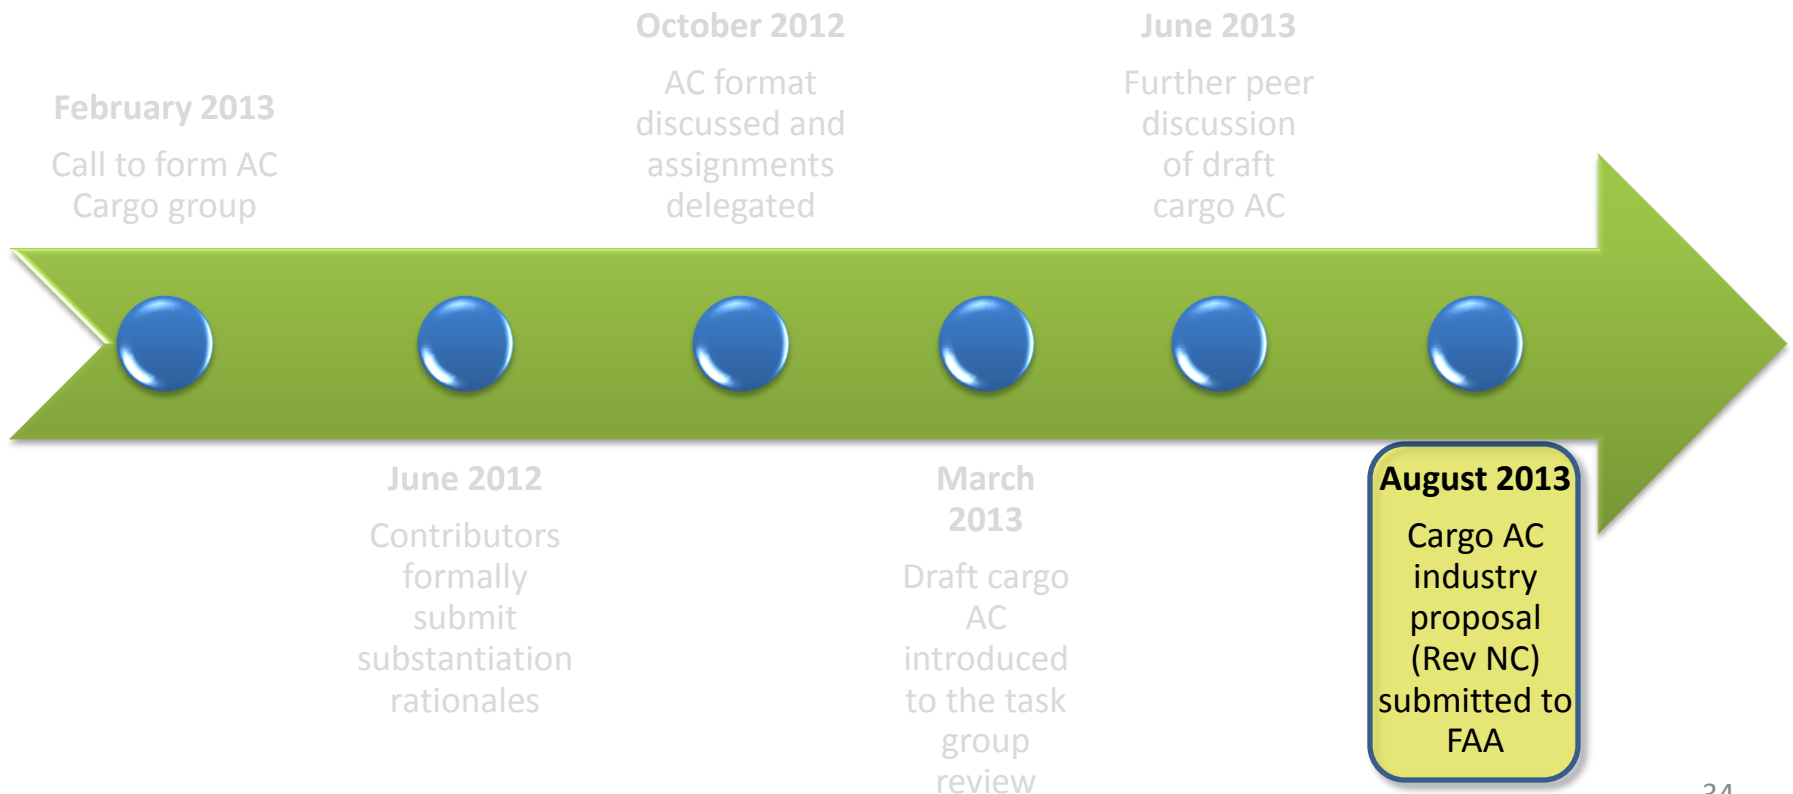 February 2013
Call to form AC
Cargo group
June 2012
Contributors
formally
submit
substantiation
rationales
October 2012
AC format
discussed and
assignments
delegated
March
2013
Draft cargo
AC
introduced
to the task
group
review
June 2013
Further peer
discussion
of draft
cargo AC
August 2013
Cargo AC
industry
proposal
(Rev NC)
submitted to
FAA
34